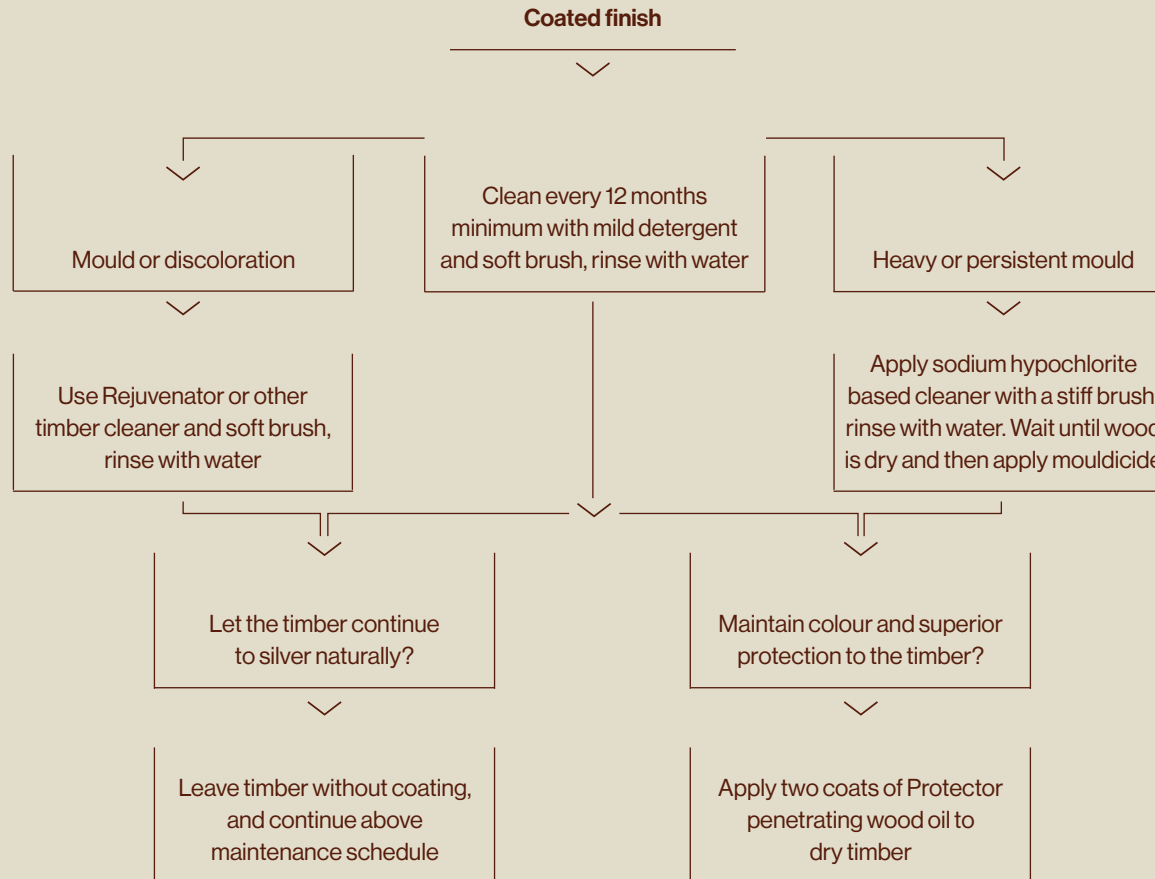 Coated finish
Clean every 12 months
minimum with mild detergent
and soft brush, rinse with water
Mould or discoloration
Heavy or persistent mould
Use Rejuvenator or other
timber cleaner and soft brush,
rinse with water
Apply sodium hypochlorite
based cleaner with a stiff brush
rinse with water. Wait until wood
is dry and then apply mouldicide
Let the timber continue
to silver naturally?
Maintain colour and superior
protection to the timber?
Leave timber without coating,
and continue above
maintenance schedule
Apply two coats of Protector
penetrating wood oil to
dry timber